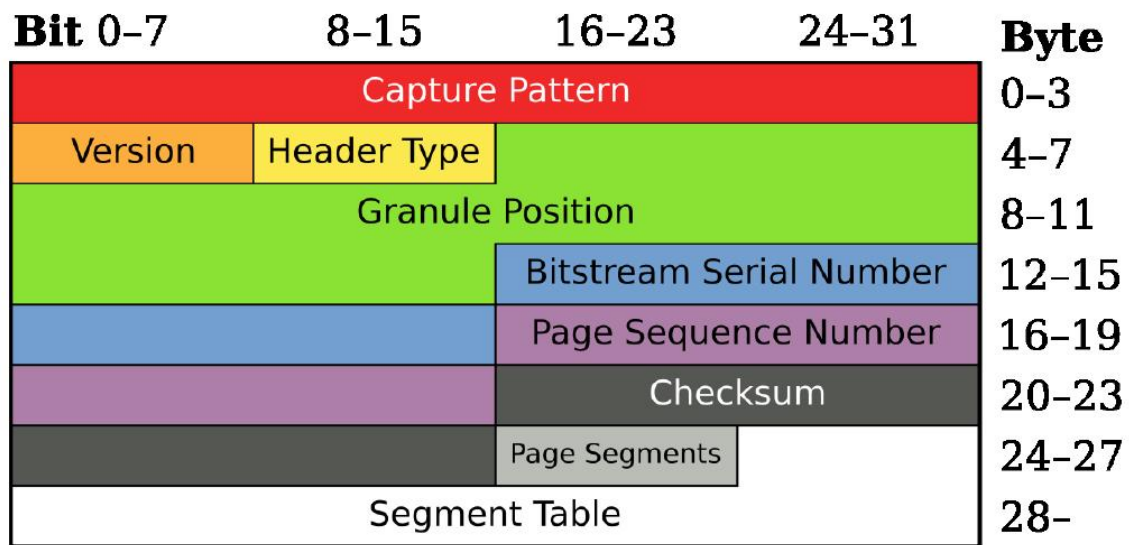 Bit 0–7 8–15 16–23 24–31 Byte
Capture Pattern 0–3
Version Header Type 4–7
Granule Position 8–11
Bitstream Serial Number 12–15
Page Sequence Number 16–19
Checksum 20–23
Page Segments 24–27
Segment Table 28–